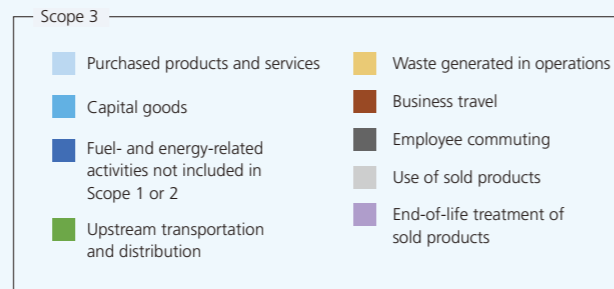 Scope 3
Purchased products and services
Capital goods
Fuel- and energy-related
activities not included in
Scope 1 or 2
Upstream transportation
and distribution
Waste generated in operations
Business travel
Employee commuting
Use of sold products
End-of-life treatment of
sold products